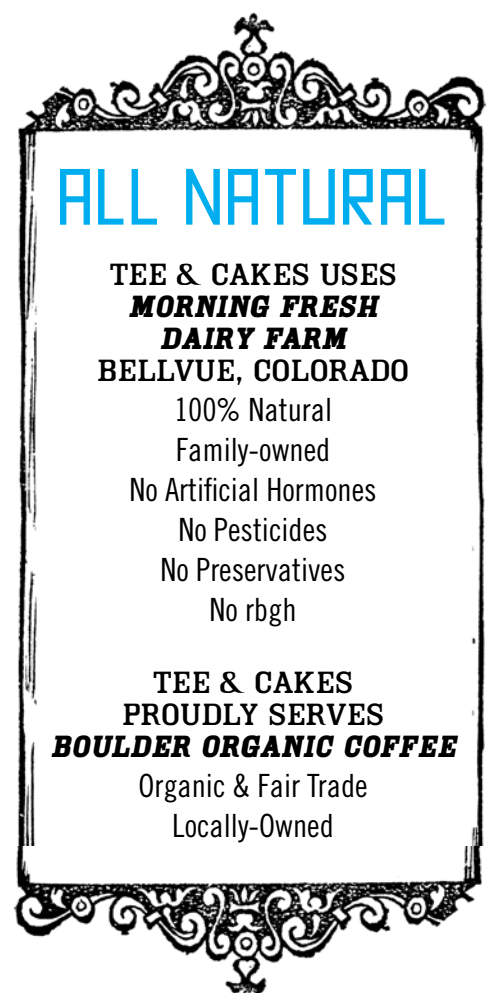 ALL NATURAL
TEE & CAKES USES
MORNING FRESH
DAIRY FARM
BELLVUE, COLORADO
100% Natural
Family-owned
No Artificial Hormones
No Pesticides
No Preservatives
No rbgh
TEE & CAKES
PROUDLY SERVES
BOULDER ORGANIC COFFEE
Organic & Fair Trade
Locally-Owned